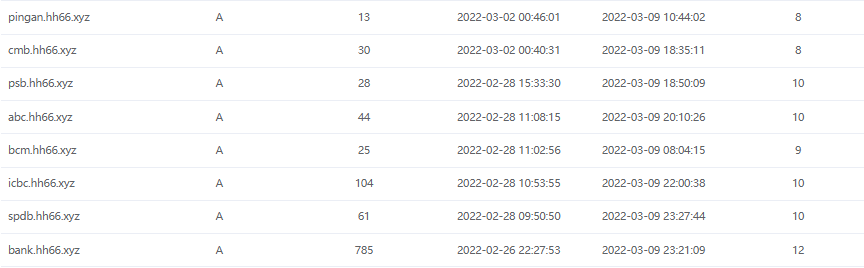 pingan.hh66.xyz A 13 2022-03-02 00:46:01 2022-03-09 10:44:02 8
cmb.hh66.xyz A 30 2022-03-02 00:40:31 2022-03-09 18:35:11 8
psb.hh66.xyz A 28 2022-02-28 15:33:30 2022-03-09 18:50:09 10
abc.hh66.xyz A 44 2022-02-28 11:08:15 2022-03-09 20:10:26 10
bcm.hh66.xyz A 25 2022-02-28 11:02:56 2022-03-09 08:04:15 9
icbc.hh66.xyz A 104 2022-02-28 10:53:55 2022-03-09 22:00:38 10
spdb.hh66.xyz A 61 2022-02-28 09:50:50 2022-03-09 23:27:44 10
bank.hh66.xyz A 785 2022-02-26 22:27:53 2022-03-09 23:21:09 12